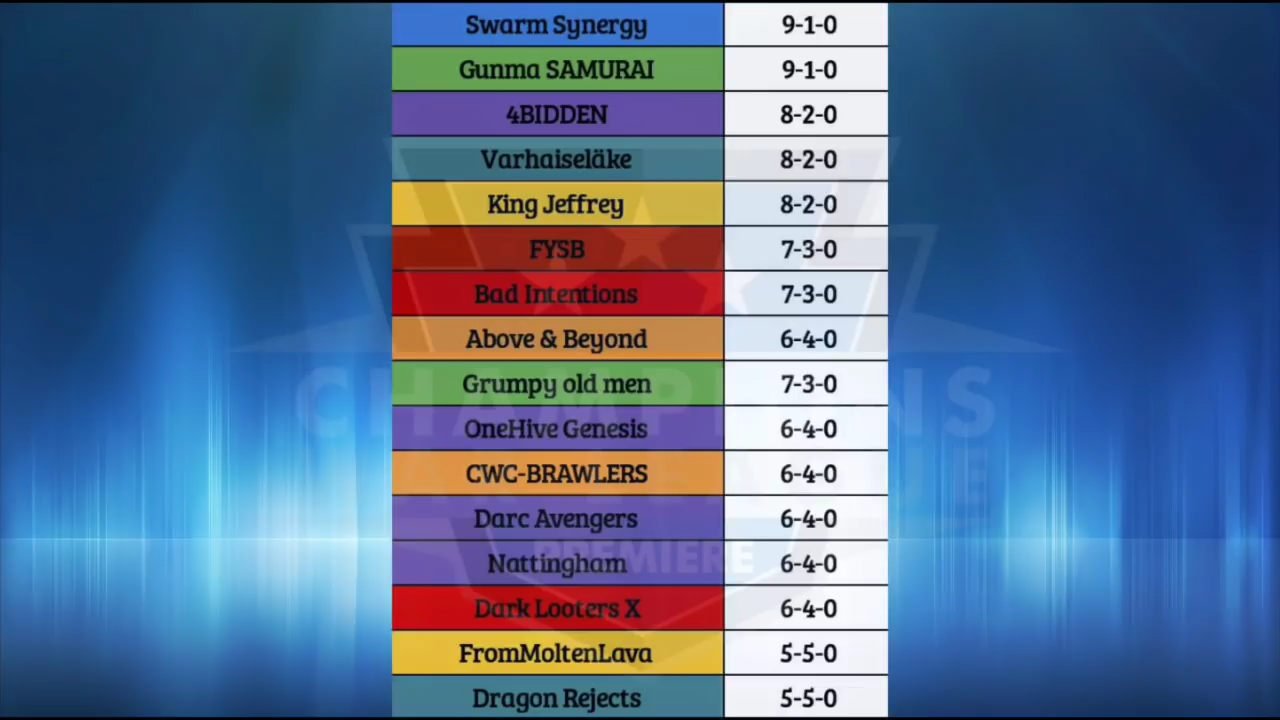 Swarm Synergy 9-1-0
Gunma SAMURAI 9-1-0
4BIDDEN 8-2-0
Varhaiseläke 8-2-0
King Jeffrey 8-2-0
FYSB 7-3-0
Bad Intentions 7-3-0
Above & Beyond 6-4-0
Grumpy old men 7-3-0
CHAMPIONS
OneHive Genesis 6-4-0
CWC-BRAWLERS 6-4-0
WAR LEAGUE
Darc Avengers 6-4-0
Nattingham 6-4-0
PREMIERE
Dark Looters X 6-4-0
FromMoltenLava 5-5-0
Dragon Rejects 5-5-0